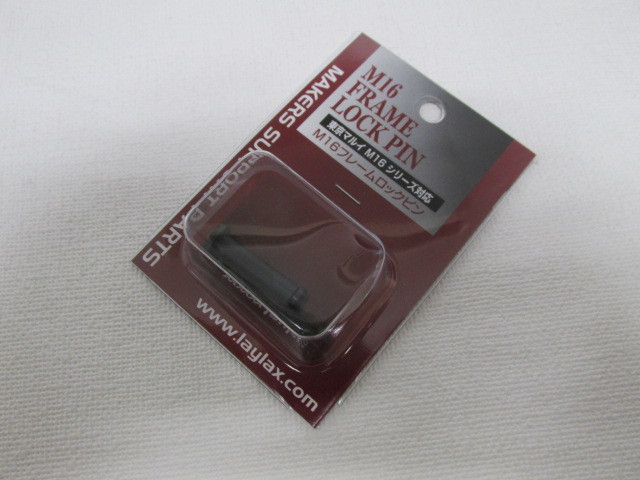 M16
FRAME
LOCK PIN
東京マルイ M16 シリーズ対応
M16フレームロックピン
MAKERS SUPPORT PARTS
www.laylax.com